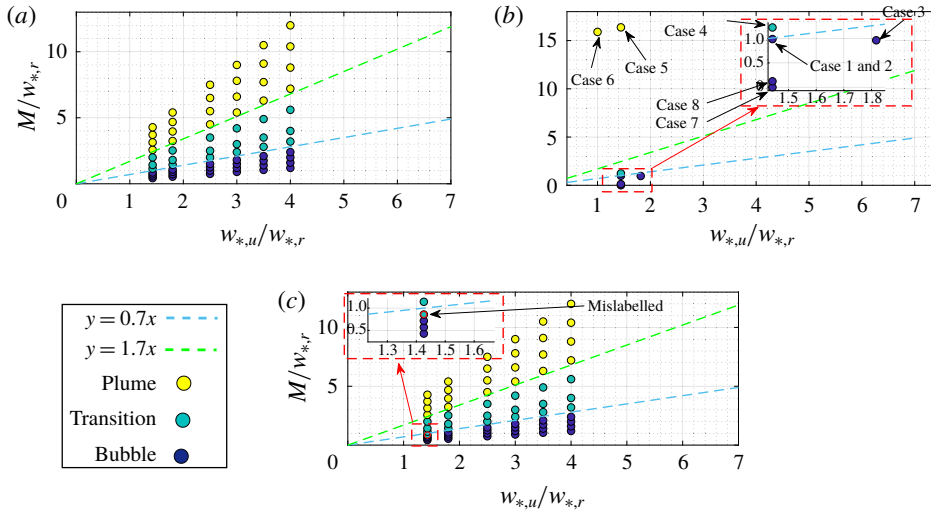 (a)
10
5
0
1
2
3
4
5
6
7
M/w*,r
w*,u/w*,r
(b)
15
10
5
0
1
2
3
4
5
6
7
w*,u/w*,r
Case 4
Case 3
Case 5
Case 6
Case 1 and 2
Case 8
Case 7
1.0
0.5
0
1.5
1.6
1.7
1.8
(c)
10
5
0
1
2
3
4
5
6
7
M/w*,r
w*,u/w*,r
1.0
0.5
1.3
1.4
1.5
1.6
Mislabelled
y = 0.7x
y = 1.7x
Plume
Transition
Bubble